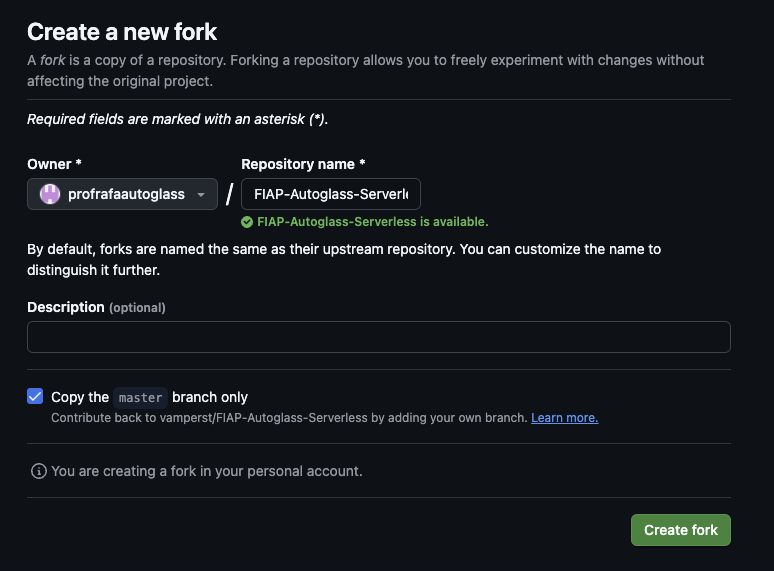 Create a new fork
A fork is a copy of a repository. Forking a repository allows you to freely experiment with changes without
affecting the original project.
Required fields are marked with an asterisk (*).
Owner *
Repository name *
profrafaautoglass
/
FIAP-Autoglass-Serverle
FIAP-Autoglass-Serverless is available.
By default, forks are named the same as their upstream repository. You can customize the name to
distinguish it further.
Description (optional)
Copy the master branch only
Contribute back to vamperst/FIAP-Autoglass-Serverless by adding your own branch. Learn more.
You are creating a fork in your personal account.
Create fork